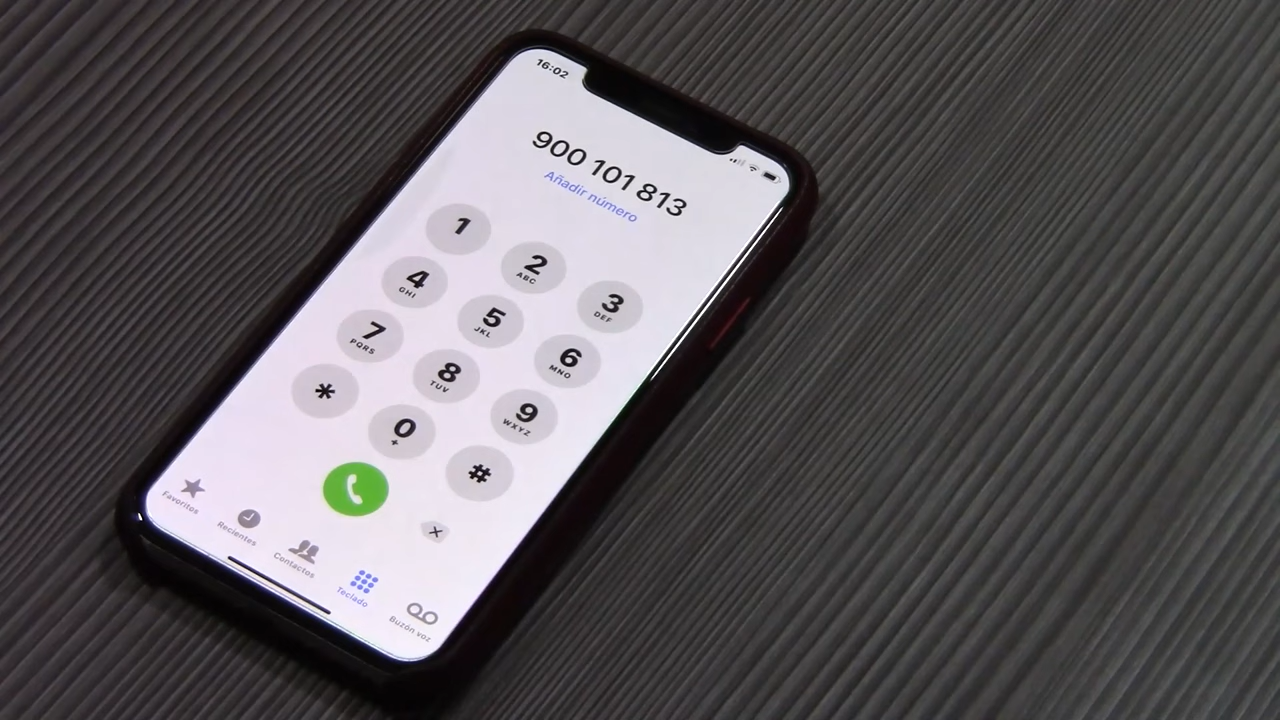 16:02
900 101 813
Añadir número
1
2
ABC
3
DEF
4
GHI
5
JKL
6
MNO
7
PQRS
8
TUV
9
WXYZ
*
0
+
#
Favoritos
Recientes
Contactos
Teclado
Buzón voz